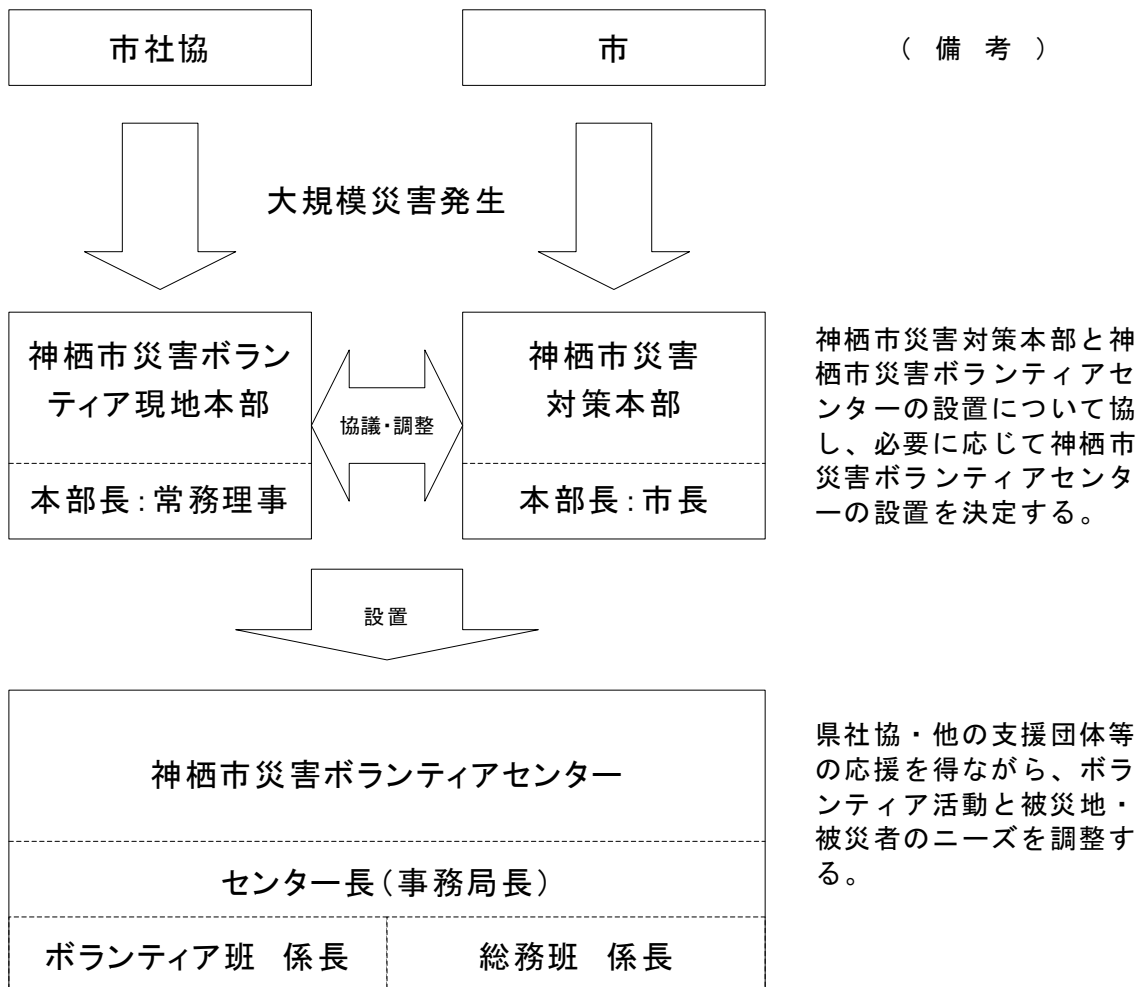 市社協
市
（ 備 考 ）
大規模災害発生
神栖市災害ボラン
ティア現地本部
本部長：常務理事
協議・調整
神栖市災害
対策本部
本部長：市長
神栖市災害対策本部と神
栖市災害ボランティアセ
ンターの設置について協
し、必要に応じて神栖市
災害ボランティアセンタ
ーの設置を決定する。
設置
神栖市災害ボランティアセンター
センター長（事務局長）
ボランティア班 係長
総務班 係長
県社協・他の支援団体等
の応援を得ながら、ボラ
ンティア活動と被災地・
被災者のニーズを調整す
る。